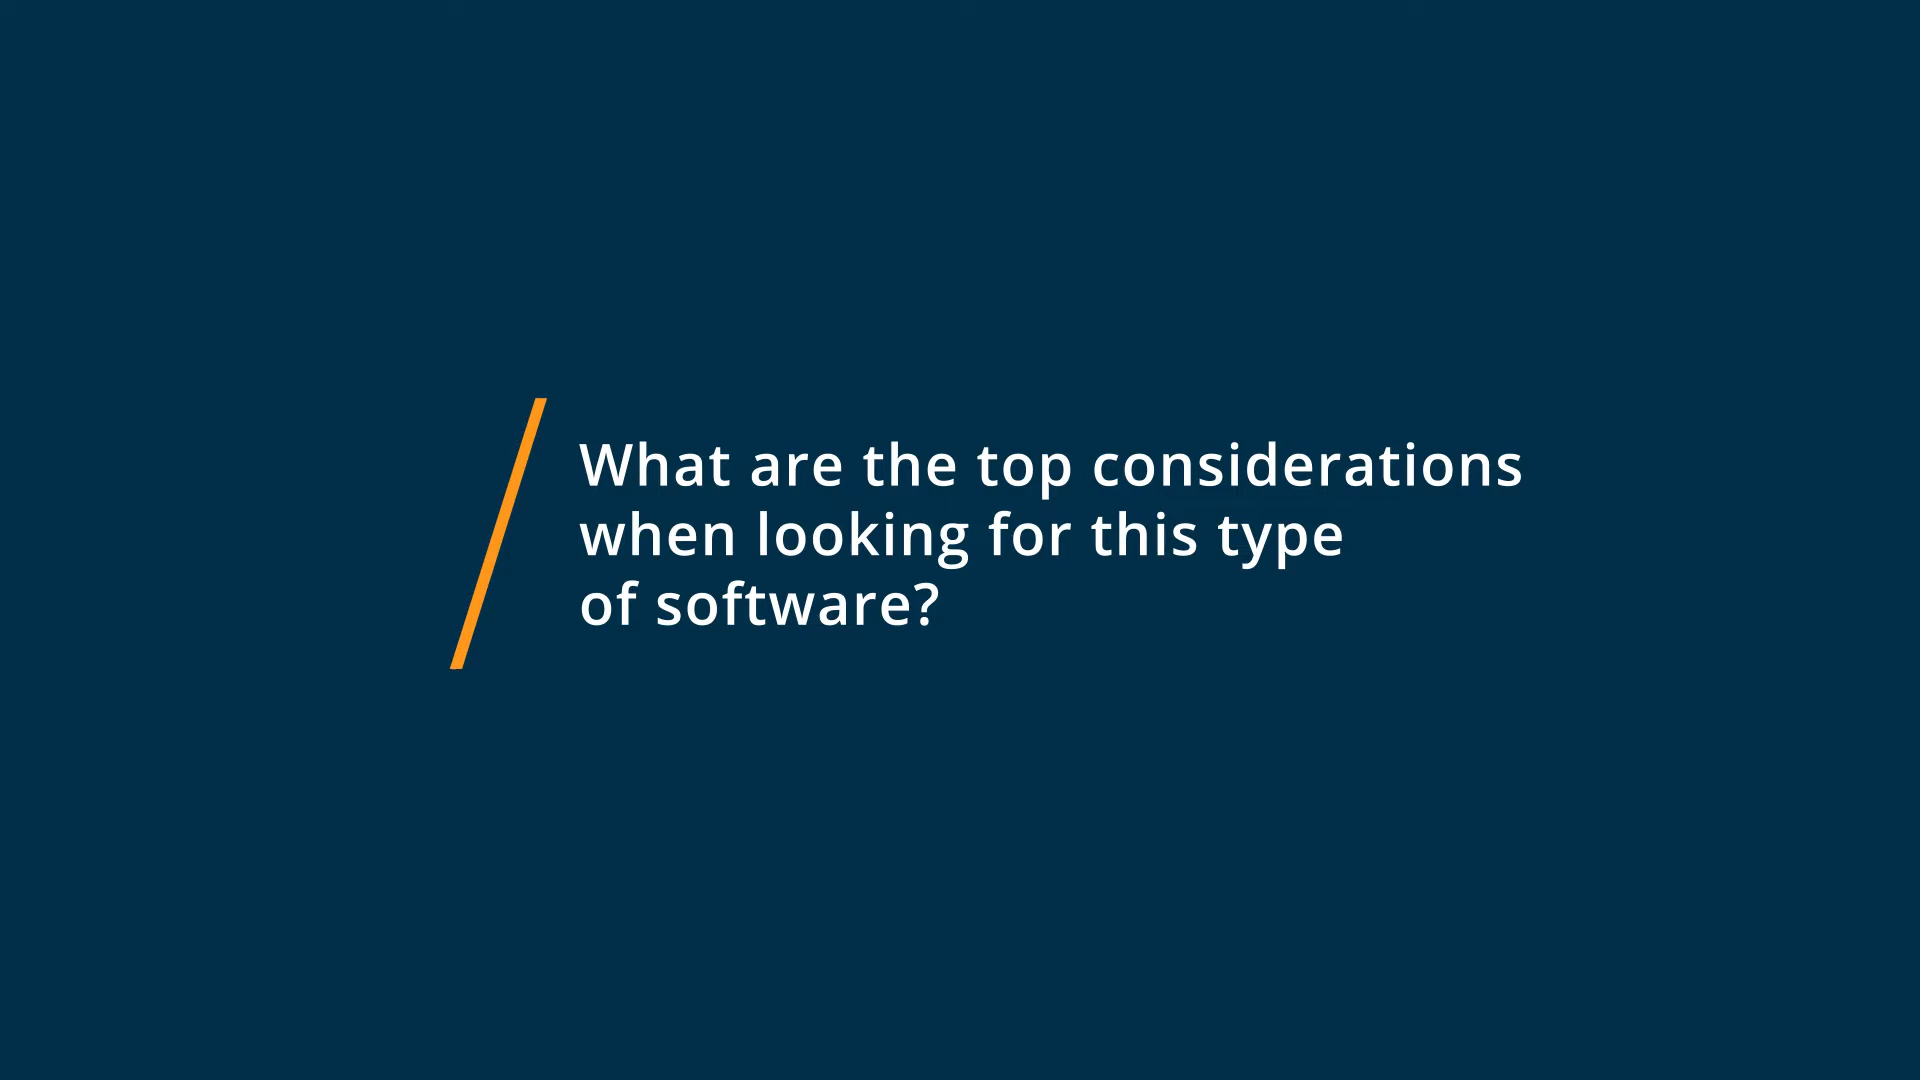 What are the top considerations
when looking for this type
of software?